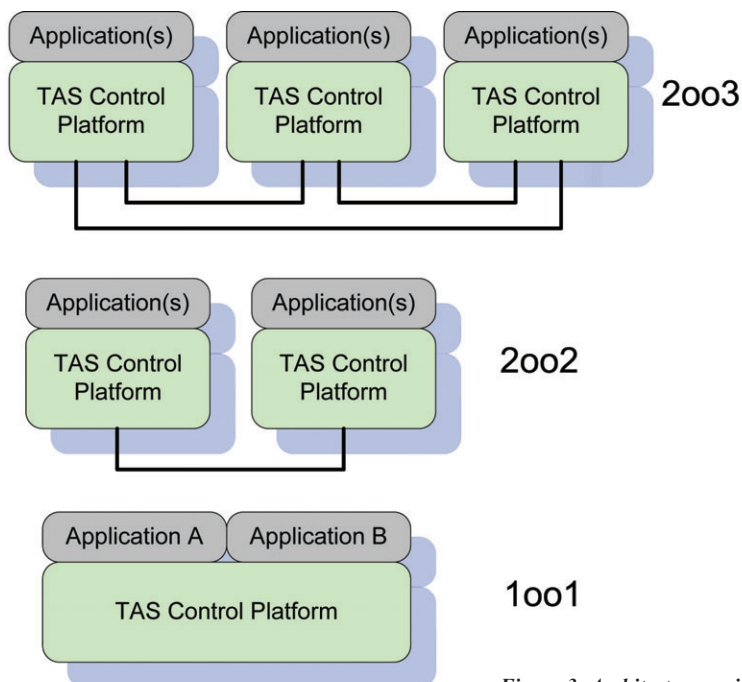 Application(s) Application(s) Application(s)
TAS Control Platform TAS Control Platform TAS Control Platform
2oo3
Application(s) Application(s)
TAS Control Platform TAS Control Platform
2oo2
Application A Application B
TAS Control Platform
1oo1